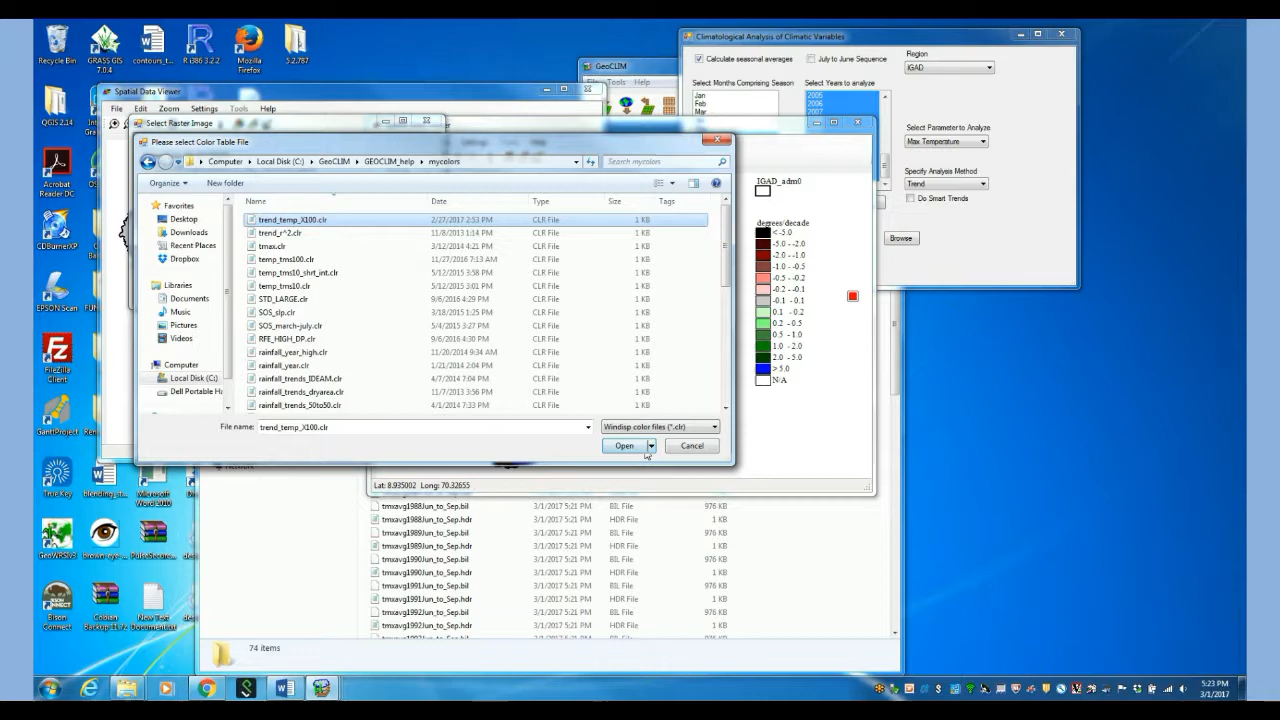 Recycle Bin
GRASS GIS 7.0.4
contours_t...
R i386 3.2.2
Mozilla Firefox
5.2.787
QGIS 2.14
Acrobat Reader DC
CDBurnerXP
EPSON Scan
FileZilla Client
GanttProject
True Key
blending_st...
Microsoft Word 2010
GeoWRSIv3
brown-eye-...
PulseSecure...
Bison Connect
Cobian Backup 11.72
New Text Document.txt
GeoCLIM
Tools
Help
Climatological Analysis of Climatic Variables
Calculate seasonal averages
July to June Sequence
Region
IGAD
Select Months Comprising Season
Jan
Feb
Mar
Select Years to analyze
2005
2006
2007
Select Parameter to Analyze
Max Temperature
Specify Analysis Method
Trend
Do Smart Trends
Browse
Spatial Data Viewer
File
Edit
Zoom
Settings
Tools
Help
Select Raster Image
Please select Color Table File
Computer
Local Disk (C:)
GeoCLIM
GEOCLIM_help
mycolors
Search mycolors
Organize
New folder
Favorites
Desktop
Downloads
Recent Places
Dropbox
Libraries
Documents
Music
Pictures
Videos
Computer
Local Disk (C:)
Dell Portable Ha
Name Date Type Size Tags
trend_temp_X100.clr 2/27/2017 2:53 PM CLR File 1 KB
trend_r^2.clr 11/8/2013 1:14 PM CLR File 1 KB
tmax.clr 3/12/2014 4:21 PM CLR File 1 KB
temp_tms100.clr 11/27/2016 7:13 AM CLR File 1 KB
temp_tms10_shrt_int.clr 5/12/2015 3:58 PM CLR File 1 KB
temp_tms10.clr 5/12/2015 3:01 PM CLR File 1 KB
STD_LARGE.clr 9/6/2016 4:29 PM CLR File 1 KB
SOS_slp.clr 3/18/2015 1:25 PM CLR File 1 KB
SOS_march-july.clr 5/4/2015 3:27 PM CLR File 1 KB
RFE_HIGH_DP.clr 9/6/2016 4:30 PM CLR File 1 KB
rainfall_year_high.clr 11/20/2014 9:34 AM CLR File 1 KB
rainfall_year.clr 1/21/2014 2:04 PM CLR File 1 KB
rainfall_trends_IDEAM.clr 4/7/2014 7:04 PM CLR File 1 KB
rainfall_trends_dryarea.clr 11/7/2013 3:56 PM CLR File 1 KB
rainfall_trends_50to50.clr 4/1/2014 7:33 PM CLR File 1 KB
File name: trend_temp_X100.clr
Windisp color files (*.clr)
Open
Cancel
IGAD_adm0
degrees/decade
< -5.0
-5.0 - -2.0
-2.0 - -1.0
-1.0 - -0.5
-0.5 - -0.2
-0.2 - -0.1
-0.1 - 0.1
0.1 - 0.2
0.2 - 0.5
0.5 - 1.0
1.0 - 2.0
2.0 - 5.0
> 5.0
N/A
Lat: 8.935002 Long: 70.32655
tmxavg1988Jun_to_Sep.bil 3/1/2017 5:21 PM BIL File 976 KB
tmxavg1988Jun_to_Sep.hdr 3/1/2017 5:21 PM HDR File 1 KB
tmxavg1989Jun_to_Sep.bil 3/1/2017 5:21 PM BIL File 976 KB
tmxavg1989Jun_to_Sep.hdr 3/1/2017 5:21 PM HDR File 1 KB
tmxavg1990Jun_to_Sep.bil 3/1/2017 5:21 PM BIL File 976 KB
tmxavg1990Jun_to_Sep.hdr 3/1/2017 5:21 PM HDR File 1 KB
tmxavg1991Jun_to_Sep.bil 3/1/2017 5:21 PM BIL File 976 KB
tmxavg1991Jun_to_Sep.hdr 3/1/2017 5:21 PM HDR File 1 KB
tmxavg1992Jun_to_Sep.bil 3/1/2017 5:21 PM BIL File 976 KB
tmxavg1992Jun_to_Sep.hdr 3/1/2017 5:21 PM HDR File 1 KB
74 items
5:23 PM
3/1/2017